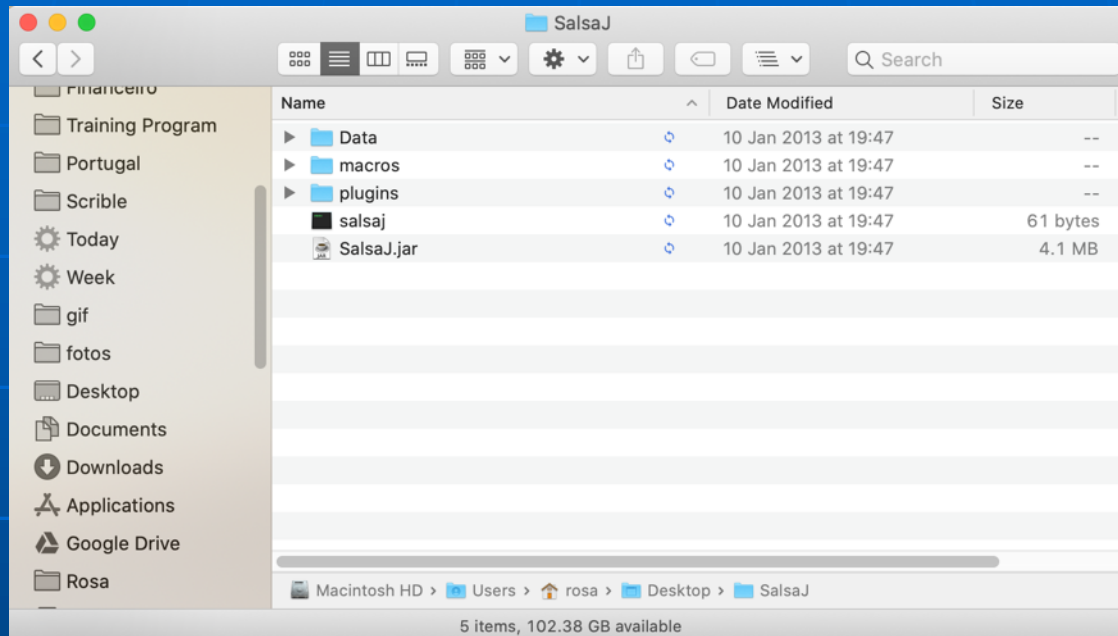 SalsaJ
Search
Financeiro
Training Program
Portugal
Scrible
Today
Week
gif
fotos
Desktop
Documents
Downloads
Applications
Google Drive
Rosa
Name Date Modified Size
Data 10 Jan 2013 at 19:47 --
macros 10 Jan 2013 at 19:47 --
plugins 10 Jan 2013 at 19:47 --
salsaj 10 Jan 2013 at 19:47 61 bytes
SalsaJ.jar 10 Jan 2013 at 19:47 4.1 MB
Macintosh HD › Users › rosa › Desktop › SalsaJ
5 items, 102.38 GB available